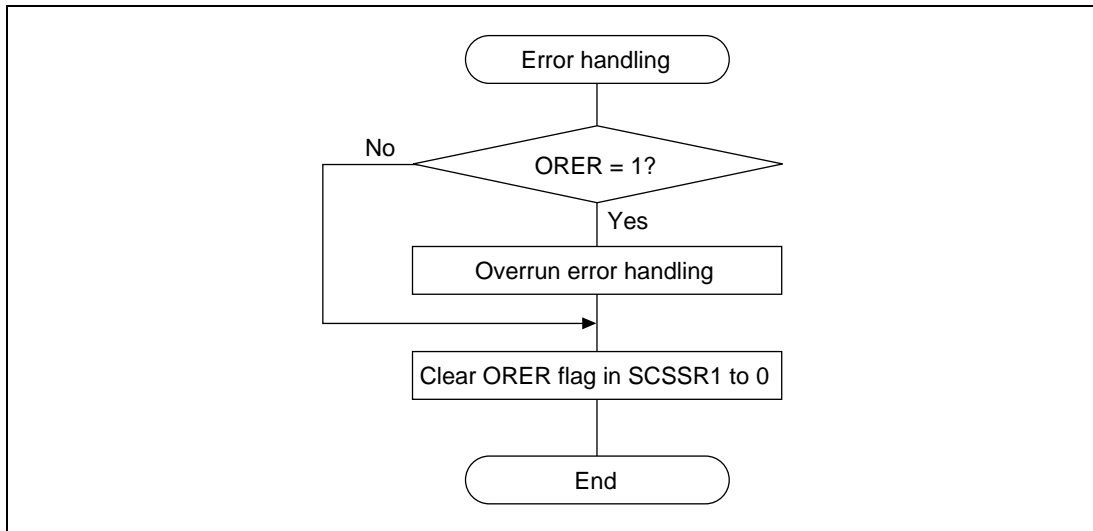 Error handling
ORER = 1?
No
Yes
Overrun error handling
Clear ORER flag in SCSSR1 to 0
End